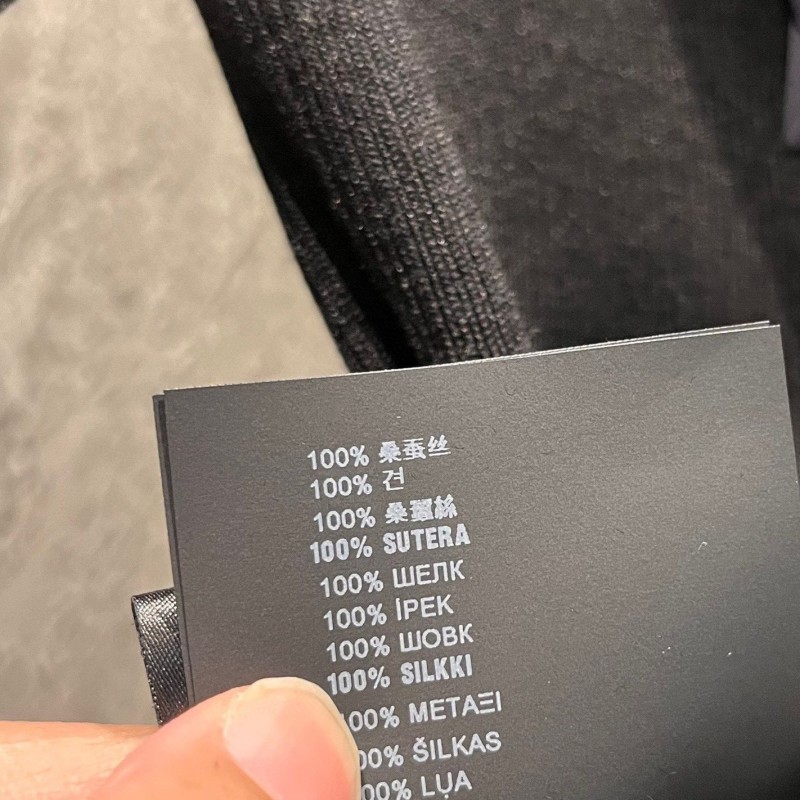 100% 桑蚕丝
100% 견
100% 桑蠶絲
100% SUTERA
100% ШЕЛК
100% İPEK
100% ШОВК
100% SILKKI
00% ΜΕΤΑΞΙ
00% ŠILKAS
00% LỤA